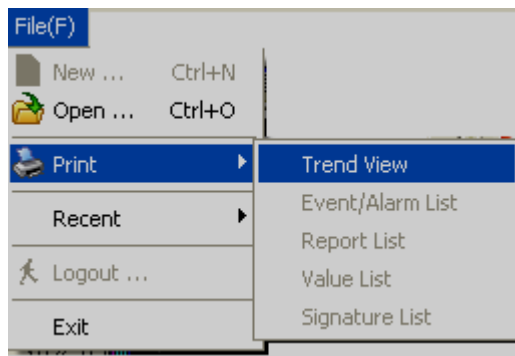 File(F)
New ... Ctrl+N
Open ... Ctrl+O
Print
Trend View
Event/Alarm List
Report List
Value List
Signature List
Recent
Logout ...
Exit